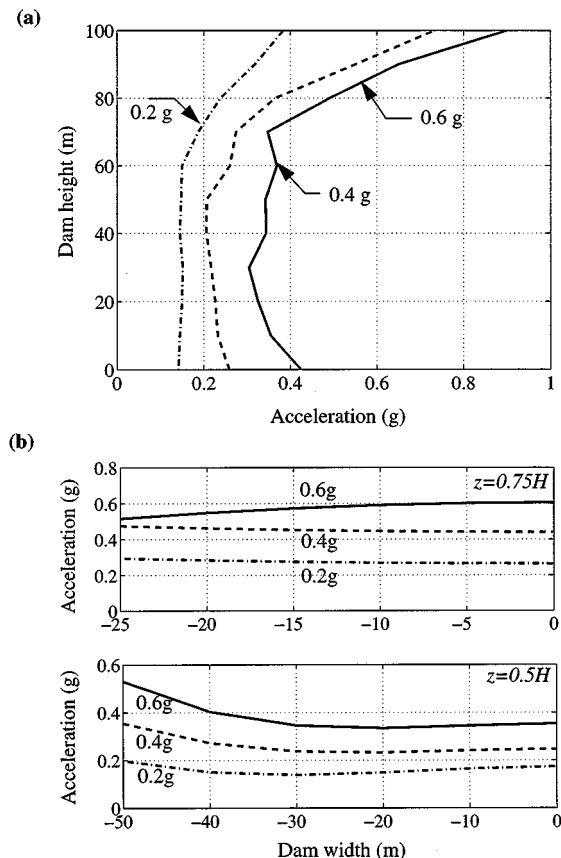 (a)
100
80
60
40
20
0
Dam height (m)
0.2 g
0.6 g
0.4 g
0
0.2
0.4
0.6
0.8
1
Acceleration (g)
(b)
0.8
0.6
0.4
0.2
0
Acceleration (g)
z=0.75H
0.6g
0.4g
0.2g
−25
−20
−15
−10
−5
0
0.6
0.4
0.2
0
Acceleration (g)
z=0.5H
0.6g
0.4g
0.2g
−50
−40
−30
−20
−10
0
Dam width (m)